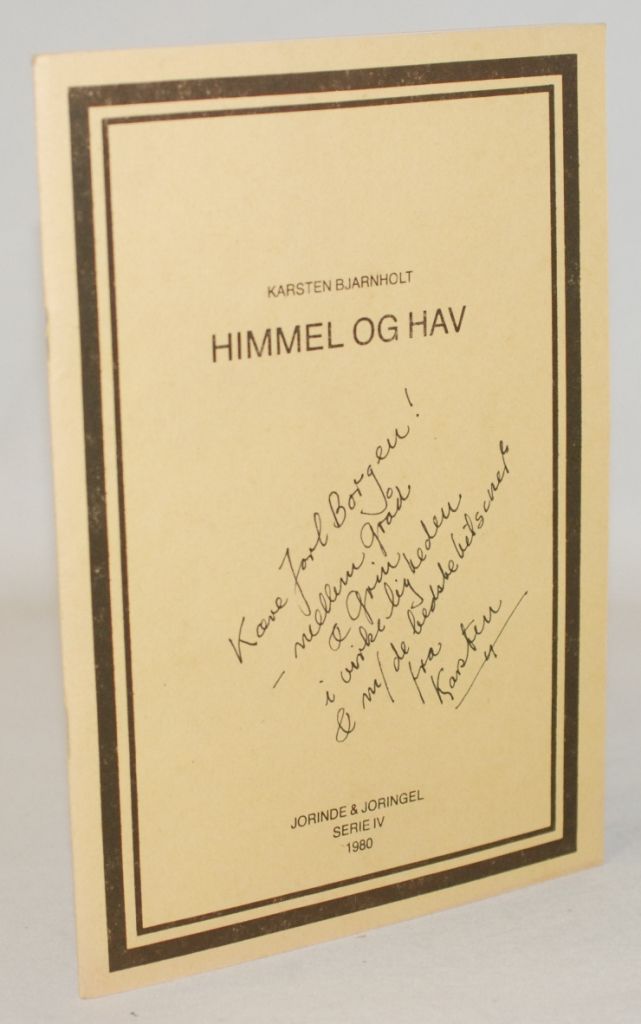 KARSTEN BJARNHOLT
HIMMEL OG HAV
Kære Jarl Borgen!
- mellem gråd
& grin
i virkeligheden
& m/de bedste hilsener
fra
Karsten
JORINDE & JORINGEL
SERIE IV
1980